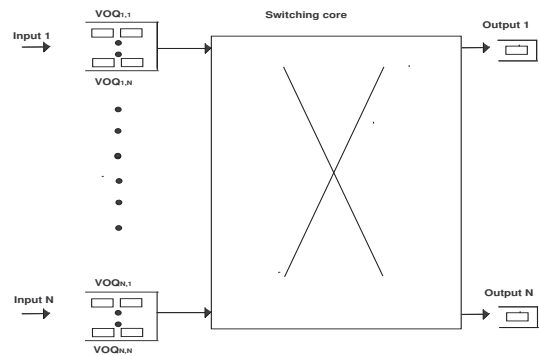 VOQ1,1
Switching core
Output 1
Input 1
VOQ1,N
VOQN,1
Output N
Input N
VOQN,N